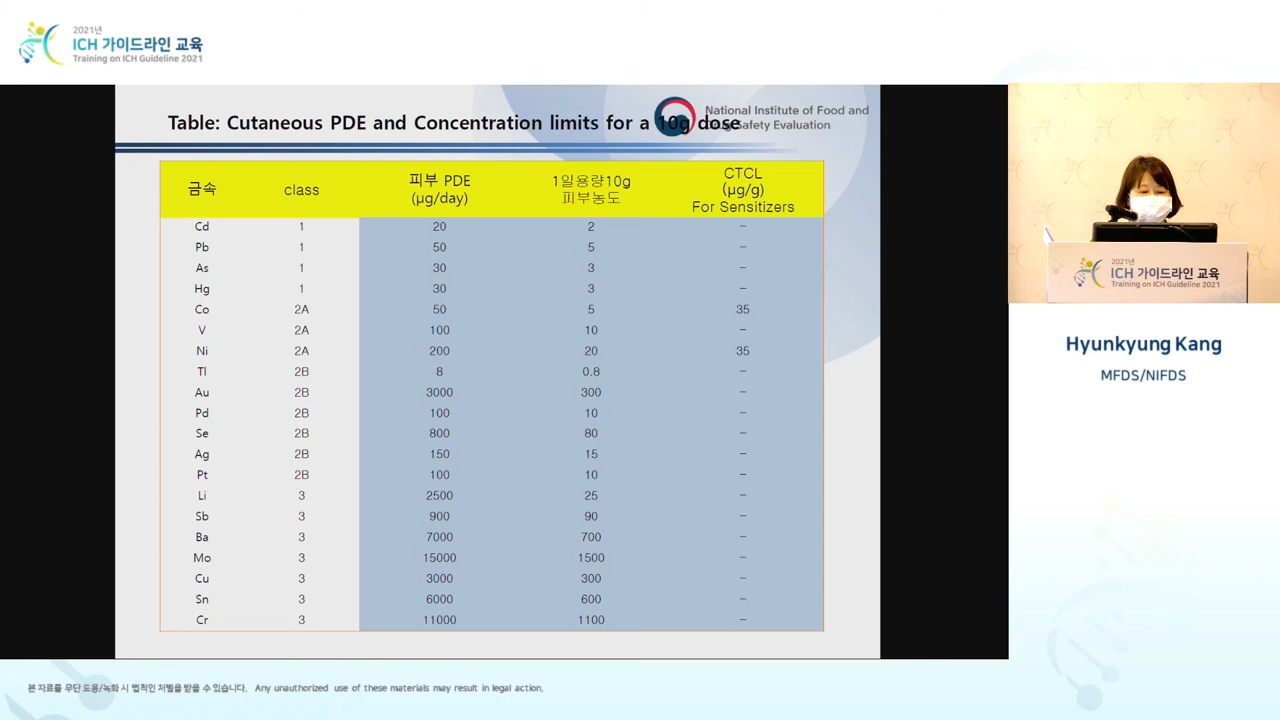 2021년
ICH 가이드라인 교육
Training on ICH Guideline 2021
National Institute of Food and
Drug Safety Evaluation
Table: Cutaneous PDE and Concentration limits for a 10g dose
금속 class 피부 PDE (µg/day) 1일용량10g 피부농도 CTCL (µg/g) For Sensitizers
Cd 1 20 2 -
Pb 1 50 5 -
As 1 30 3 -
Hg 1 30 3 -
Co 2A 50 5 35
V 2A 100 10 -
Ni 2A 200 20 35
Tl 2B 8 0.8 -
Au 2B 3000 300 -
Pd 2B 100 10 -
Se 2B 800 80 -
Ag 2B 150 15 -
Pt 2B 100 10 -
Li 3 2500 25 -
Sb 3 900 90 -
Ba 3 7000 700 -
Mo 3 15000 1500 -
Cu 3 3000 300 -
Sn 3 6000 600 -
Cr 3 11000 1100 -
2021년
ICH 가이드라인 교육
Training on ICH Guideline 2021
Hyunkyung Kang
MFDS/NIFDS
본 자료를 무단 도용/녹화 시 법적인 처벌을 받을 수 있습니다. Any unauthorized use of these materials may result in legal action.